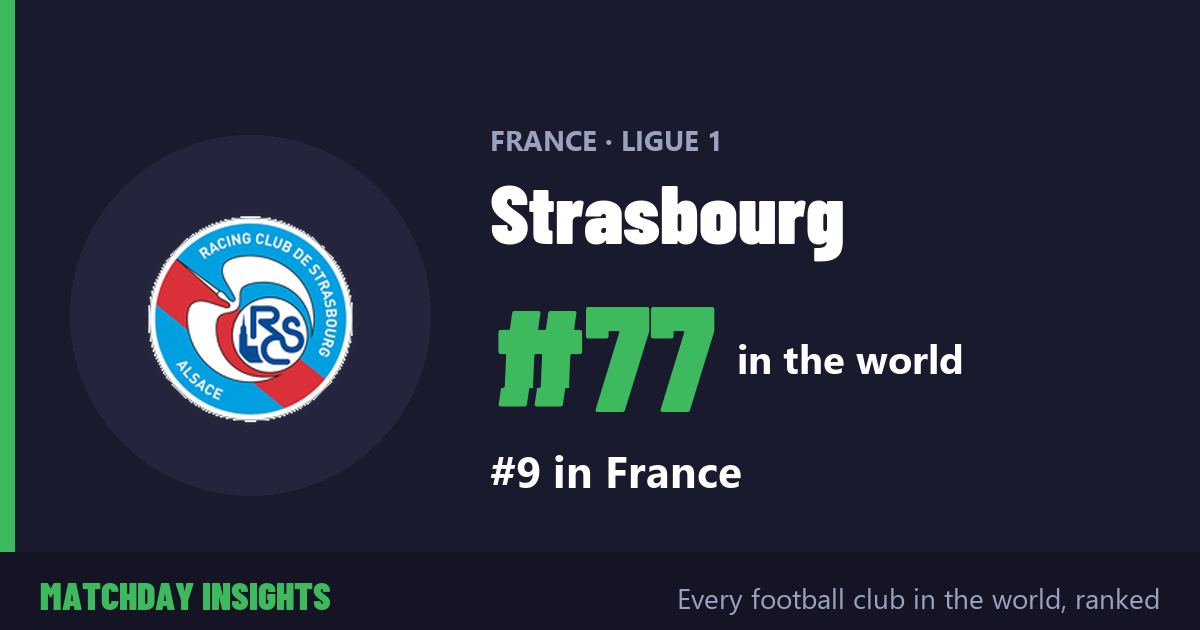 FRANCE · LIGUE 1
Strasbourg
RACING CLUB DE STRASBOURG
RCS
ALSACE
#77 in the world
#9 in France
MATCHDAY INSIGHTS
Every football club in the world, ranked